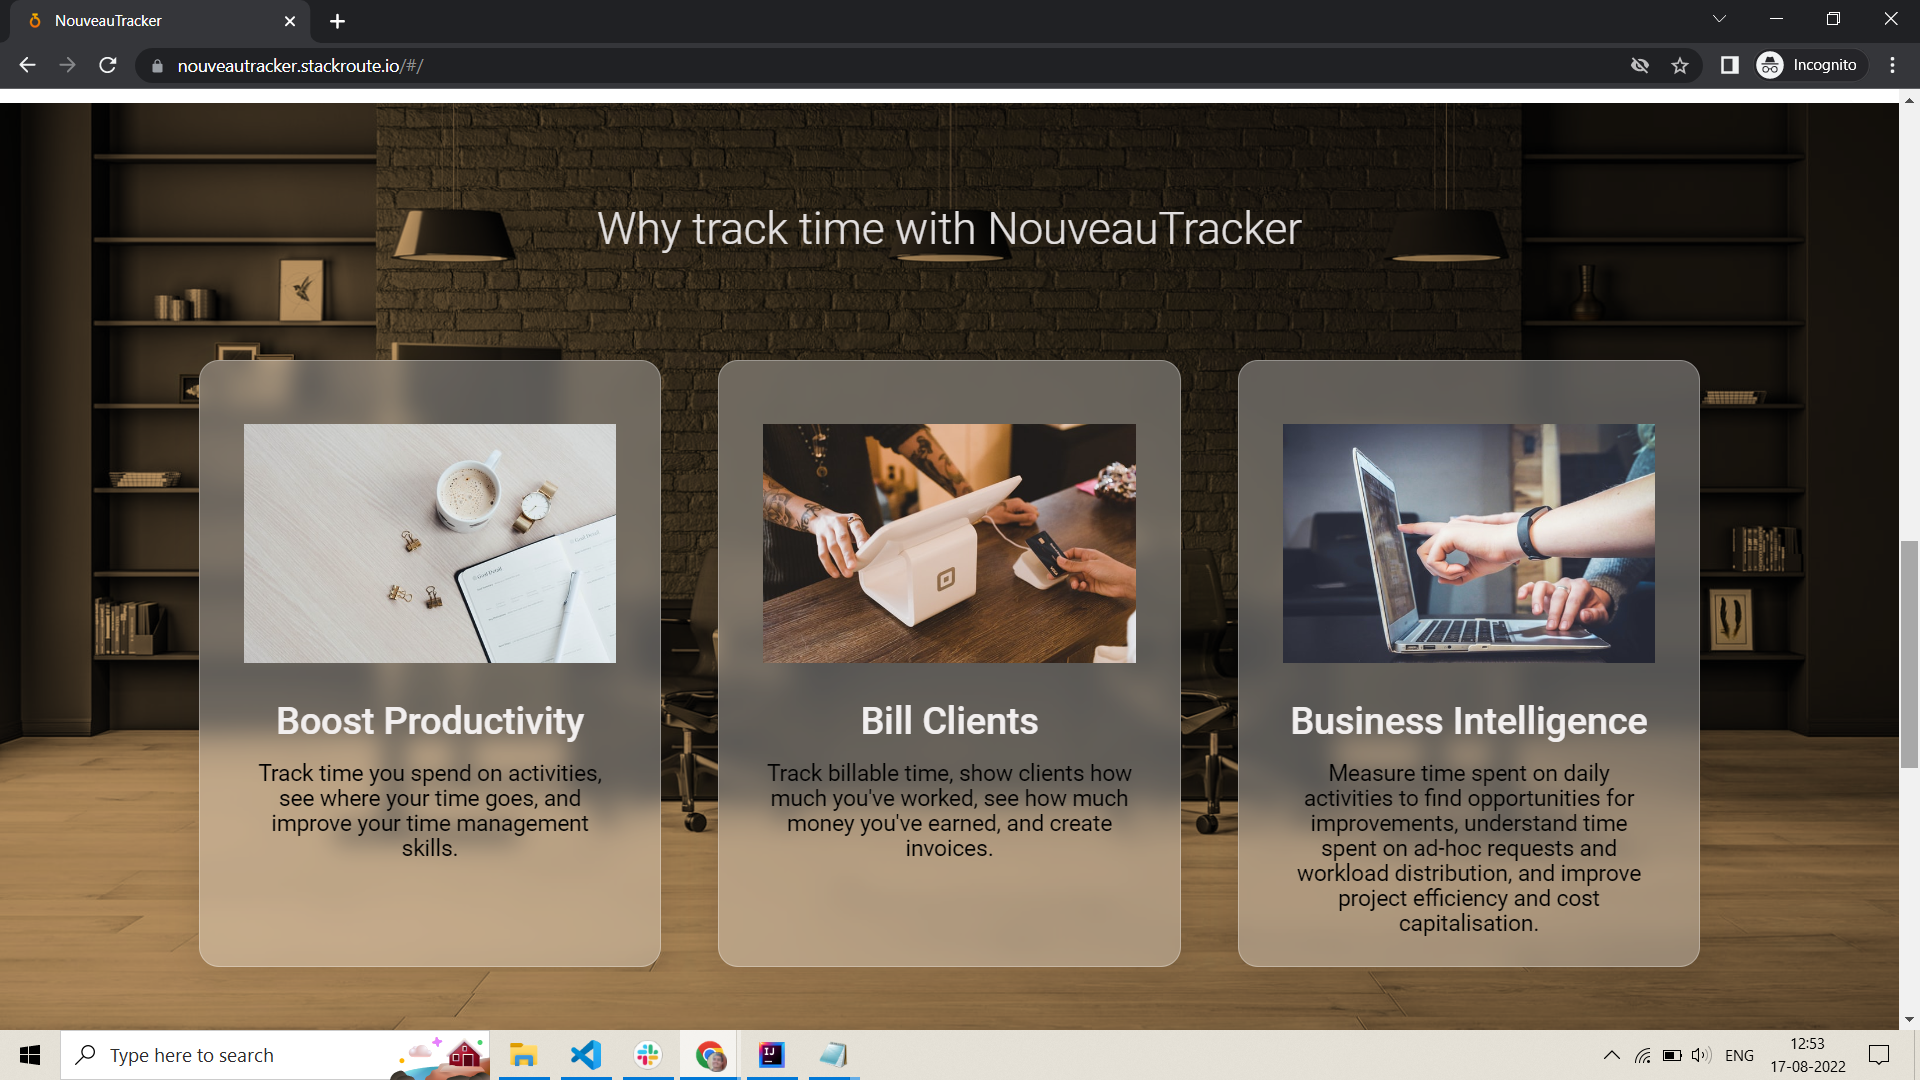 NouveauTracker
nouveautracker.stackroute.io/#/
Incognito
Why track time with NouveauTracker
Boost Productivity
Track time you spend on activities,
see where your time goes, and
improve your time management
skills.
Bill Clients
Track billable time, show clients how
much you've worked, see how much
money you've earned, and create
invoices.
Business Intelligence
Measure time spent on daily
activities to find opportunities for
improvements, understand time
spent on ad-hoc requests and
workload distribution, and improve
project efficiency and cost
capitalisation.
Type here to search
IJ
ENG
12:53
17-08-2022